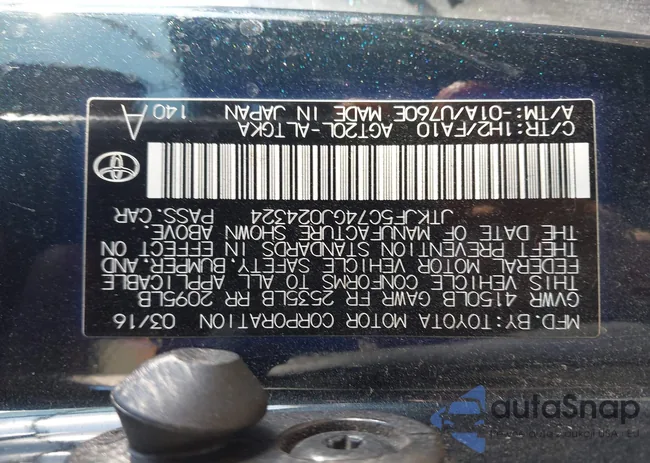 MFD. BY: TOYOTA MOTOR CORPORATION 03/16
GVWR 4150LB GAWR FR 2535LB RR 2095LB
THIS VEHICLE CONFORMS TO ALL APPLICABLE
FEDERAL MOTOR VEHICLE SAFETY, BUMPER, AND
THEFT PREVENTION STANDARDS IN EFFECT ON
THE DATE OF MANUFACTURE SHOWN ABOVE.
JTKJF5C74GJ024324 PASS. CAR
C/TR: 1H2/FA10 AGT20L-ALTGKA
A/TM: -01A/U760E MADE IN JAPAN
A
140
autoSnap